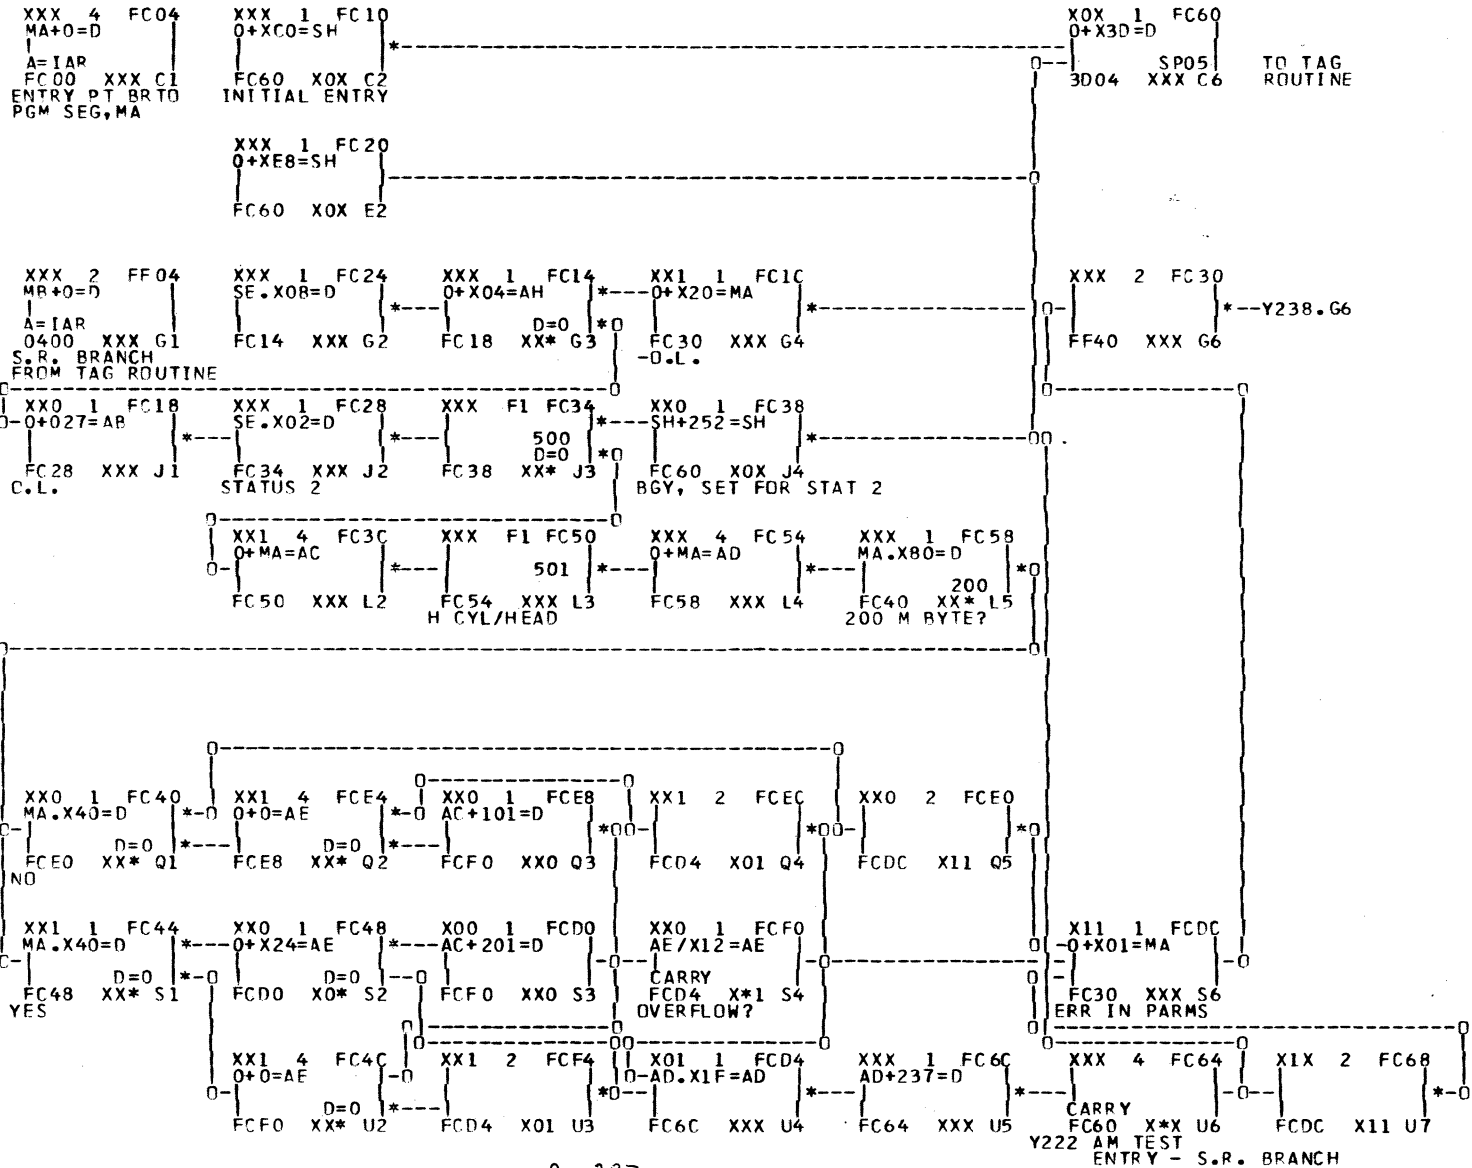 XXX 4 FC04 XXX 1 FC10 X0X 1 FC60
MA+0=D 0+XC0=SH 0+X3D=D
A=IAR SP05 TO TAG
FC00 XXX C1 FC60 X0X C2 3D04 XXX C6 ROUTINE
ENTRY PT BRTO INITIAL ENTRY
PGM SEG,MA
XXX 1 FC20
0+XE8=SH
FC60 X0X E2
XXX 2 FF04 XXX 1 FC24 XXX 1 FC14 XX1 1 FC1C XXX 2 FC30
MB+0=D SE.X08=D 0+X04=AH 0+X20=MA
*--Y238.G6
A=IAR D=0
0400 XXX G1 FC14 XXX G2 FC18 XX* G3 FC30 XXX G4 FF40 XXX G6
S.R. BRANCH -O.L.
FROM TAG ROUTINE
XX0 1 FC18 XXX 1 FC28 XXX F1 FC34 XX0 1 FC38
0+027=AB SE.X02=D SH+252=SH
500
D=0
FC28 XXX J1 FC34 XXX J2 FC38 XX* J3 FC60 X0X J4
C.L. STATUS 2 BGY, SET FOR STAT 2
XX1 4 FC3C XXX F1 FC50 XXX 4 FC54 XXX 1 FC58
0+MA=AC 0+MA=AD MA.X80=D
501 200
FC50 XXX L2 FC54 XXX L3 FC58 XXX L4 FC40 XX* L5
H CYL/HEAD 200 M BYTE?
XX0 1 FC40 XX1 4 FCE4 XX0 1 FCE8 XX1 2 FCEC XX0 2 FCE0
MA.X40=D 0+0=AE AC+101=D
D=0 D=0
FCE0 XX* Q1 FCE8 XX* Q2 FCF0 XX0 Q3 FCD4 X01 Q4 FCDC X11 Q5
NO
XX1 1 FC44 XX0 1 FC48 X00 1 FCD0 XX0 1 FCF0 X11 1 FCDC
MA.X40=D 0+X24=AE AC+201=D AE/X12=AE 0+X01=MA
D=0 D=0 CARRY
FC48 XX* S1 FCD0 X0* S2 FCF0 XX0 S3 FCD4 X*1 S4 FC30 XXX S6
YES OVERFLOW? ERR IN PARMS
XX1 4 FC4C XX1 2 FCF4 X01 1 FCD4 XXX 1 FC6C XXX 4 FC64 X1X 2 FC68
0+0=AE AD.X1F=AD AD+237=D
D=0 CARRY
FCF0 XX* U2 FCD4 X01 U3 FC6C XXX U4 FC64 XXX U5 FC60 X*X U6 FCDC X11 U7
Y222 AM TEST
ENTRY - S.R. BRANCH